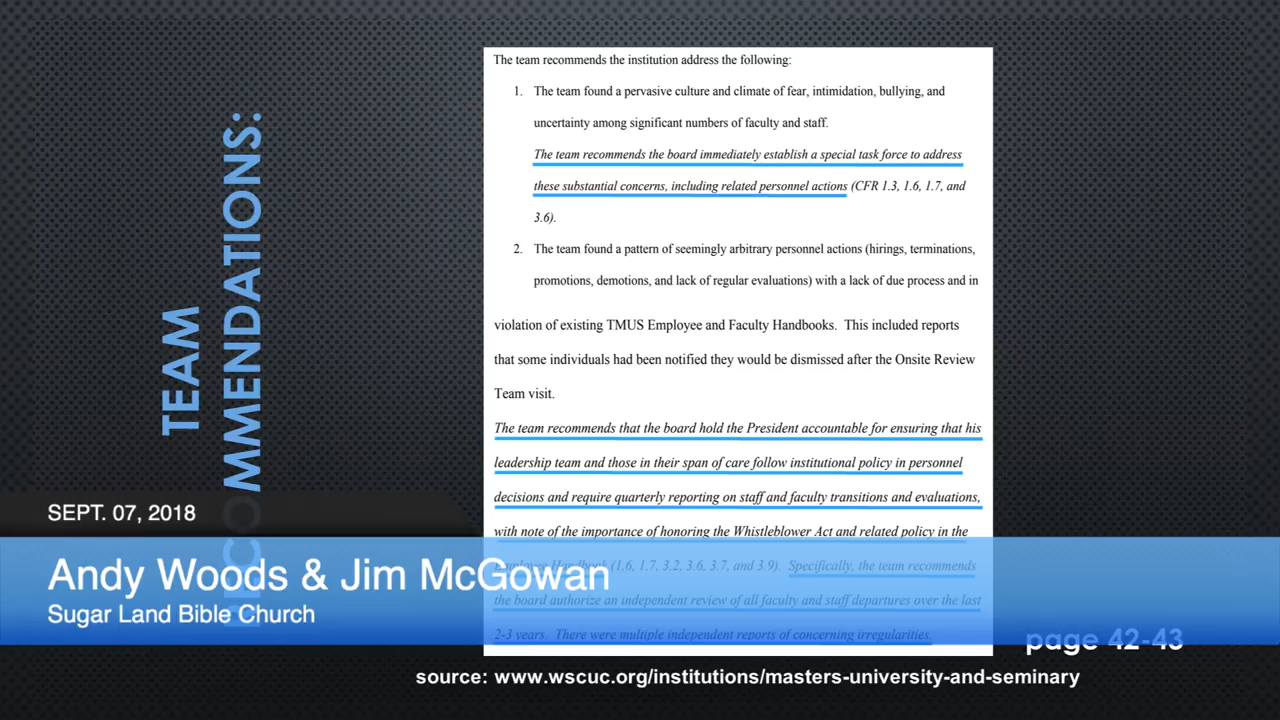 TEAM
RECOMMENDATIONS:
The team recommends the institution address the following:
1. The team found a pervasive culture and climate of fear, intimidation, bullying, and
uncertainty among significant numbers of faculty and staff.
The team recommends the board immediately establish a special task force to address
these substantial concerns, including related personnel actions (CFR 1.3, 1.6, 1.7, and
3.6).
2. The team found a pattern of seemingly arbitrary personnel actions (hirings, terminations,
promotions, demotions, and lack of regular evaluations) with a lack of due process and in
violation of existing TMUS Employee and Faculty Handbooks. This included reports
that some individuals had been notified they would be dismissed after the Onsite Review
Team visit.
The team recommends that the board hold the President accountable for ensuring that his
leadership team and those in their span of care follow institutional policy in personnel
decisions and require quarterly reporting on staff and faculty transitions and evaluations,
with note of the importance of honoring the Whistleblower Act and related policy in the
Employee Handbook (1.6, 1.7, 3.2, 3.6, 3.7, and 3.9). Specifically, the team recommends
the board authorize an independent review of all faculty and staff departures over the last
2-3 years. There were multiple independent reports of concerning irregularities.
SEPT. 07, 2018
Andy Woods & Jim McGowan
Sugar Land Bible Church
page 42-43
source: www.wscuc.org/institutions/masters-university-and-seminary